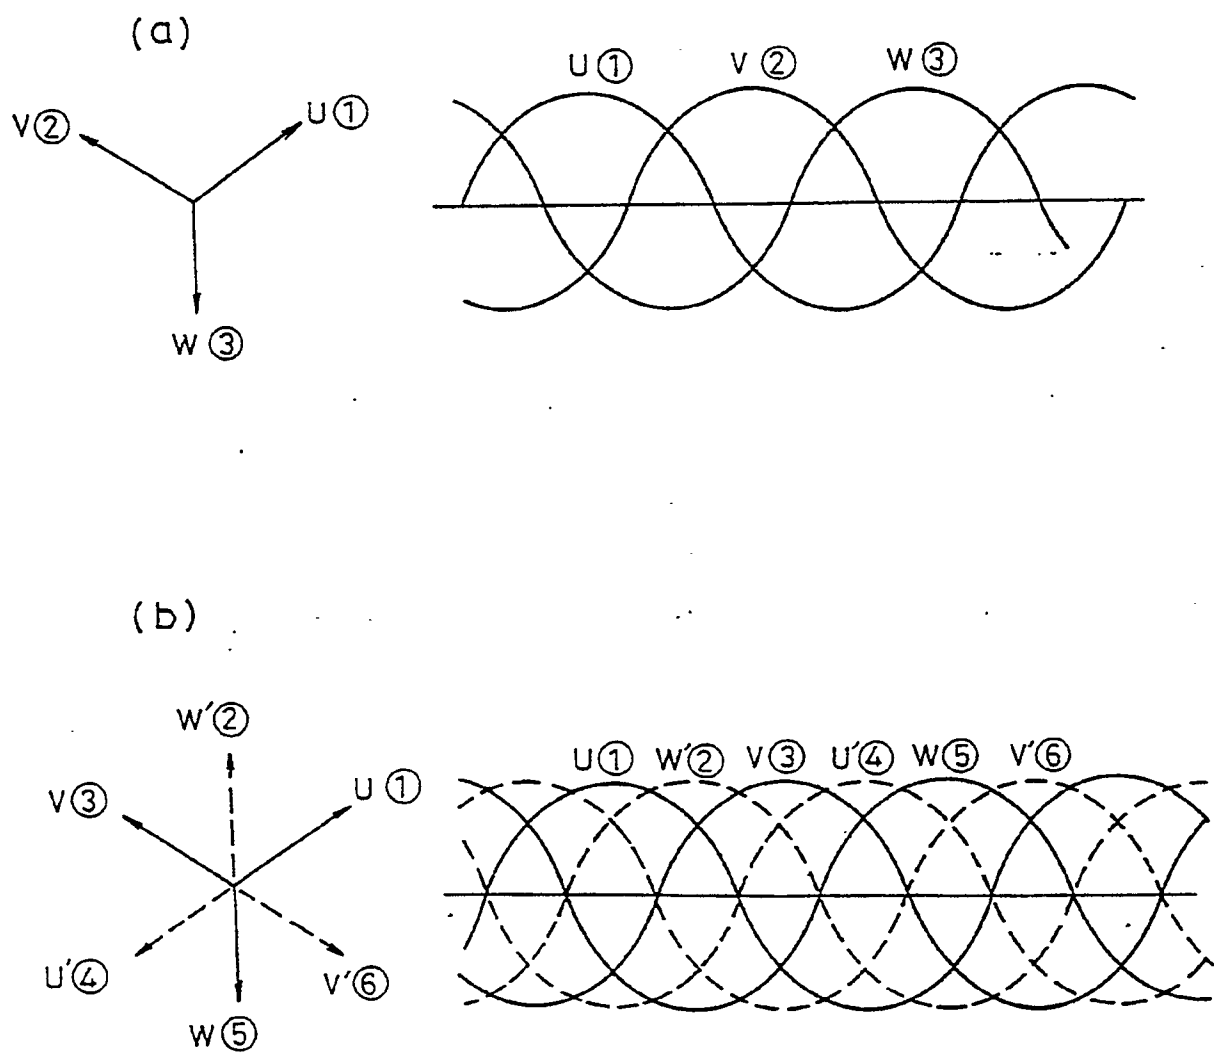 (a)
U① V② W③
V② U①
W③
(b)
W′②
V③ U①
U① W′② V③ U′④ W⑤ V′⑥
U′④ V′⑥
W⑤